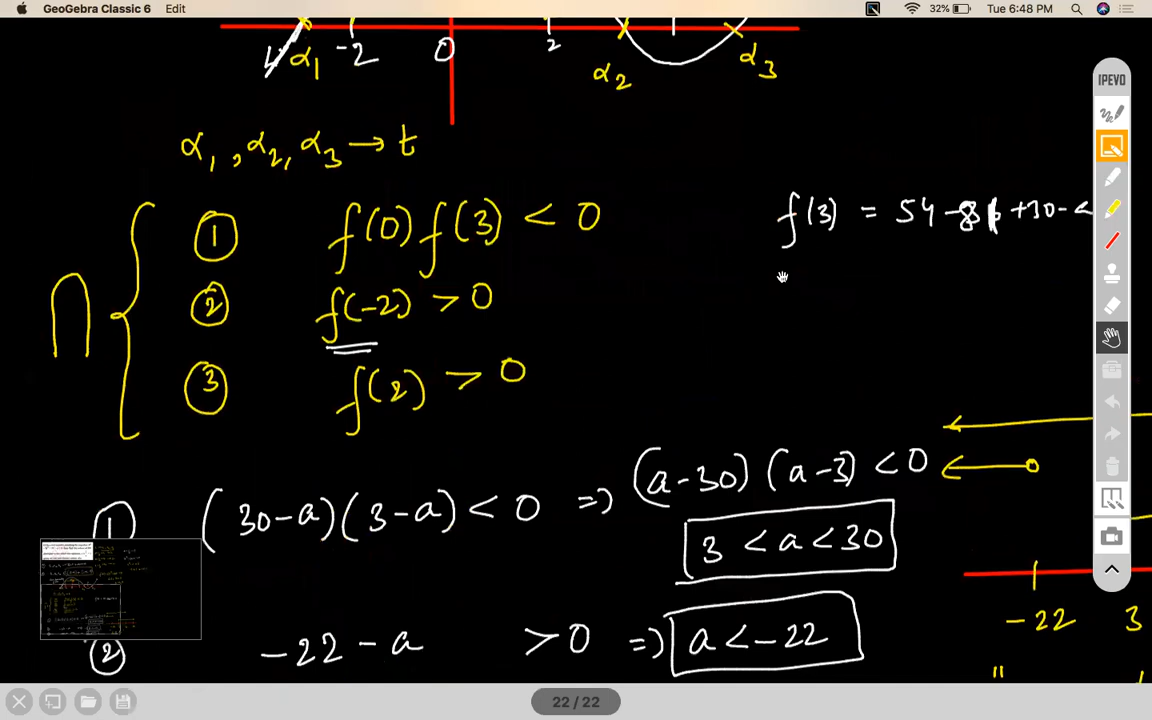 GeoGebra Classic 6 Edit 32% Tue 6:48 PM
-2 0 2
α₁ α₂ α₃
IPEVO
α₁, α₂, α₃ → t
① f(0) f(3) < 0
f(3) = 54 - 81 + 30 -
∩ { ② f(-2) > 0
③ f(2) > 0
① (30-a)(3-a) < 0 => (a-30)(a-3) < 0
3 < a < 30
-22 3
② -22 - a > 0 => a < -22
22 / 22